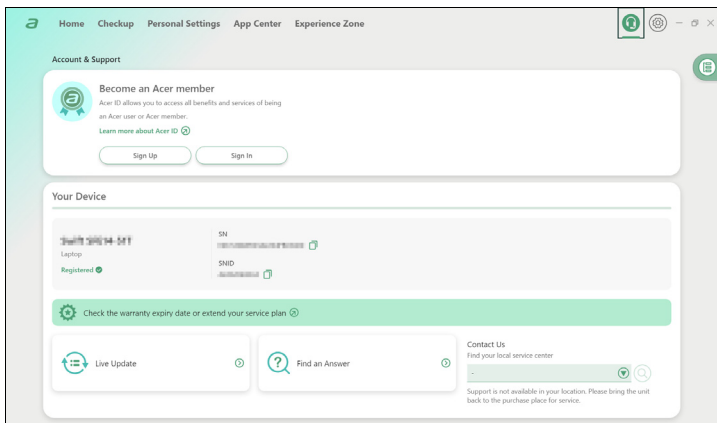 Home Checkup Personal Settings App Center Experience Zone
Account & Support
Become an Acer member
Acer ID allows you to access all benefits and services of being
an Acer user or Acer member.
Learn more about Acer ID
Sign Up Sign In
Your Device
Laptop
Registered
SN
SNID
Check the warranty expiry date or extend your service plan
Live Update
Find an Answer
Contact Us
Find your local service center
-
Support is not available in your location. Please bring the unit
back to the purchase place for service.